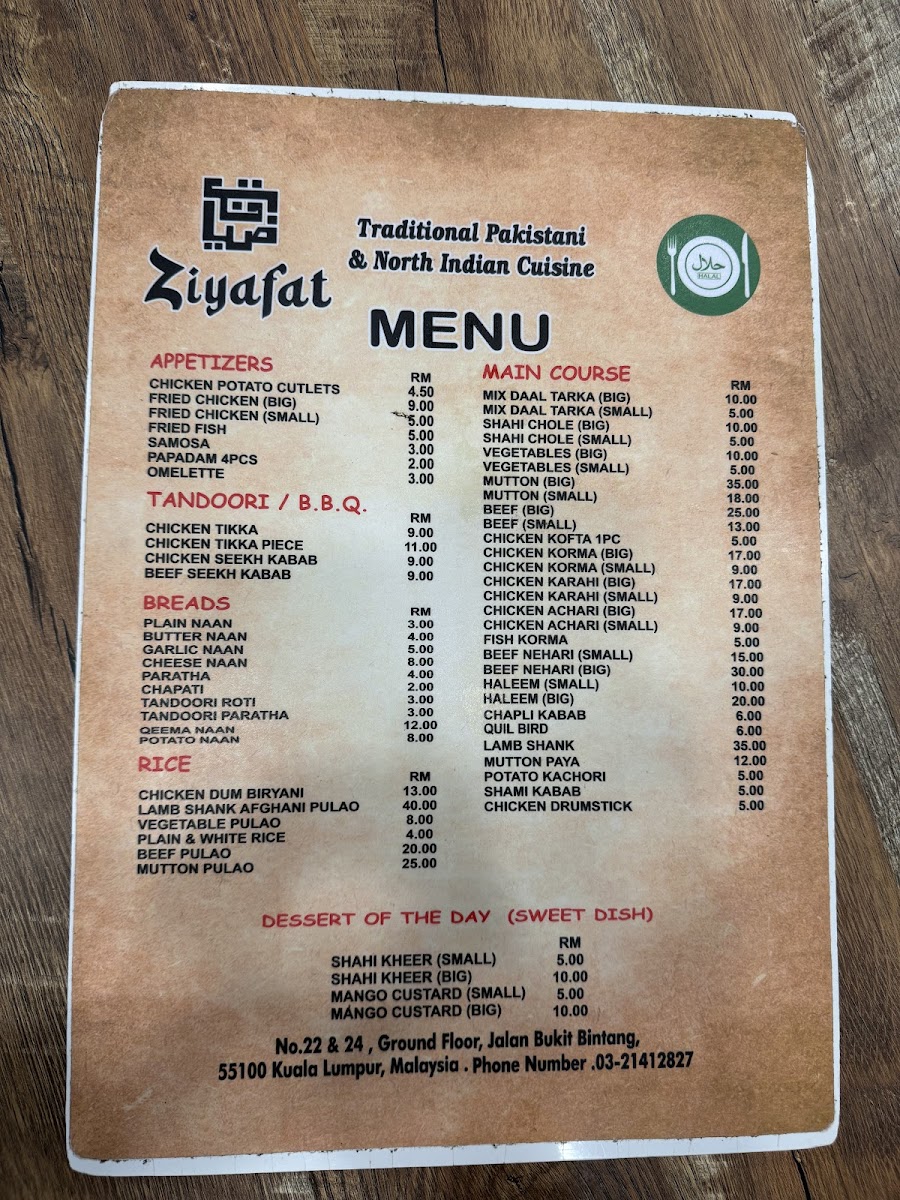 ضيافت
Ziyafat
Traditional Pakistani
& North Indian Cuisine
حلال
HALAL
MENU
APPETIZERS
RM
CHICKEN POTATO CUTLETS 4.50
FRIED CHICKEN (BIG) 9.00
FRIED CHICKEN (SMALL) 5.00
FRIED FISH 5.00
SAMOSA 3.00
PAPADAM 4PCS 2.00
OMELETTE 3.00
TANDOORI / B.B.Q.
RM
CHICKEN TIKKA 9.00
CHICKEN TIKKA PIECE 11.00
CHICKEN SEEKH KABAB 9.00
BEEF SEEKH KABAB 9.00
BREADS
RM
PLAIN NAAN 3.00
BUTTER NAAN 4.00
GARLIC NAAN 5.00
CHEESE NAAN 8.00
PARATHA 4.00
CHAPATI 2.00
TANDOORI ROTI 3.00
TANDOORI PARATHA 3.00
QEEMA NAAN 12.00
POTATO NAAN 8.00
RICE
RM
CHICKEN DUM BIRYANI 13.00
LAMB SHANK AFGHANI PULAO 40.00
VEGETABLE PULAO 8.00
PLAIN & WHITE RICE 4.00
BEEF PULAO 20.00
MUTTON PULAO 25.00
MAIN COURSE
RM
MIX DAAL TARKA (BIG) 10.00
MIX DAAL TARKA (SMALL) 5.00
SHAHI CHOLE (BIG) 10.00
SHAHI CHOLE (SMALL) 5.00
VEGETABLES (BIG) 10.00
VEGETABLES (SMALL) 5.00
MUTTON (BIG) 35.00
MUTTON (SMALL) 18.00
BEEF (BIG) 25.00
BEEF (SMALL) 13.00
CHICKEN KOFTA 1PC 5.00
CHICKEN KORMA (BIG) 17.00
CHICKEN KORMA (SMALL) 9.00
CHICKEN KARAHI (BIG) 17.00
CHICKEN KARAHI (SMALL) 9.00
CHICKEN ACHARI (BIG) 17.00
CHICKEN ACHARI (SMALL) 9.00
FISH KORMA 5.00
BEEF NEHARI (SMALL) 15.00
BEEF NEHARI (BIG) 30.00
HALEEM (SMALL) 10.00
HALEEM (BIG) 20.00
CHAPLI KABAB 6.00
QUIL BIRD 6.00
LAMB SHANK 35.00
MUTTON PAYA 12.00
POTATO KACHORI 5.00
SHAMI KABAB 5.00
CHICKEN DRUMSTICK 5.00
DESSERT OF THE DAY (SWEET DISH)
RM
SHAHI KHEER (SMALL) 5.00
SHAHI KHEER (BIG) 10.00
MANGO CUSTARD (SMALL) 5.00
MANGO CUSTARD (BIG) 10.00
No.22 & 24 , Ground Floor, Jalan Bukit Bintang,
55100 Kuala Lumpur, Malaysia . Phone Number .03-21412827